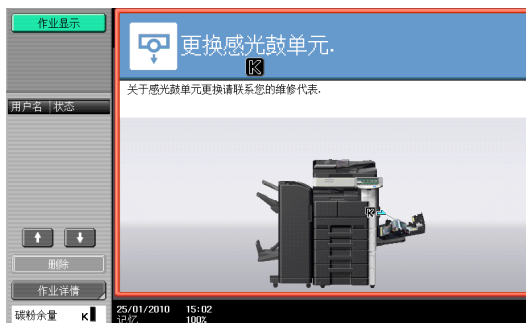 作业显示
更换感光鼓单元.
K
关于感光鼓单元更换请联系您的维修代表.
用户名 状态
K
删除
作业详情
碳粉余量 K
25/01/2010 15:02
记忆 100%